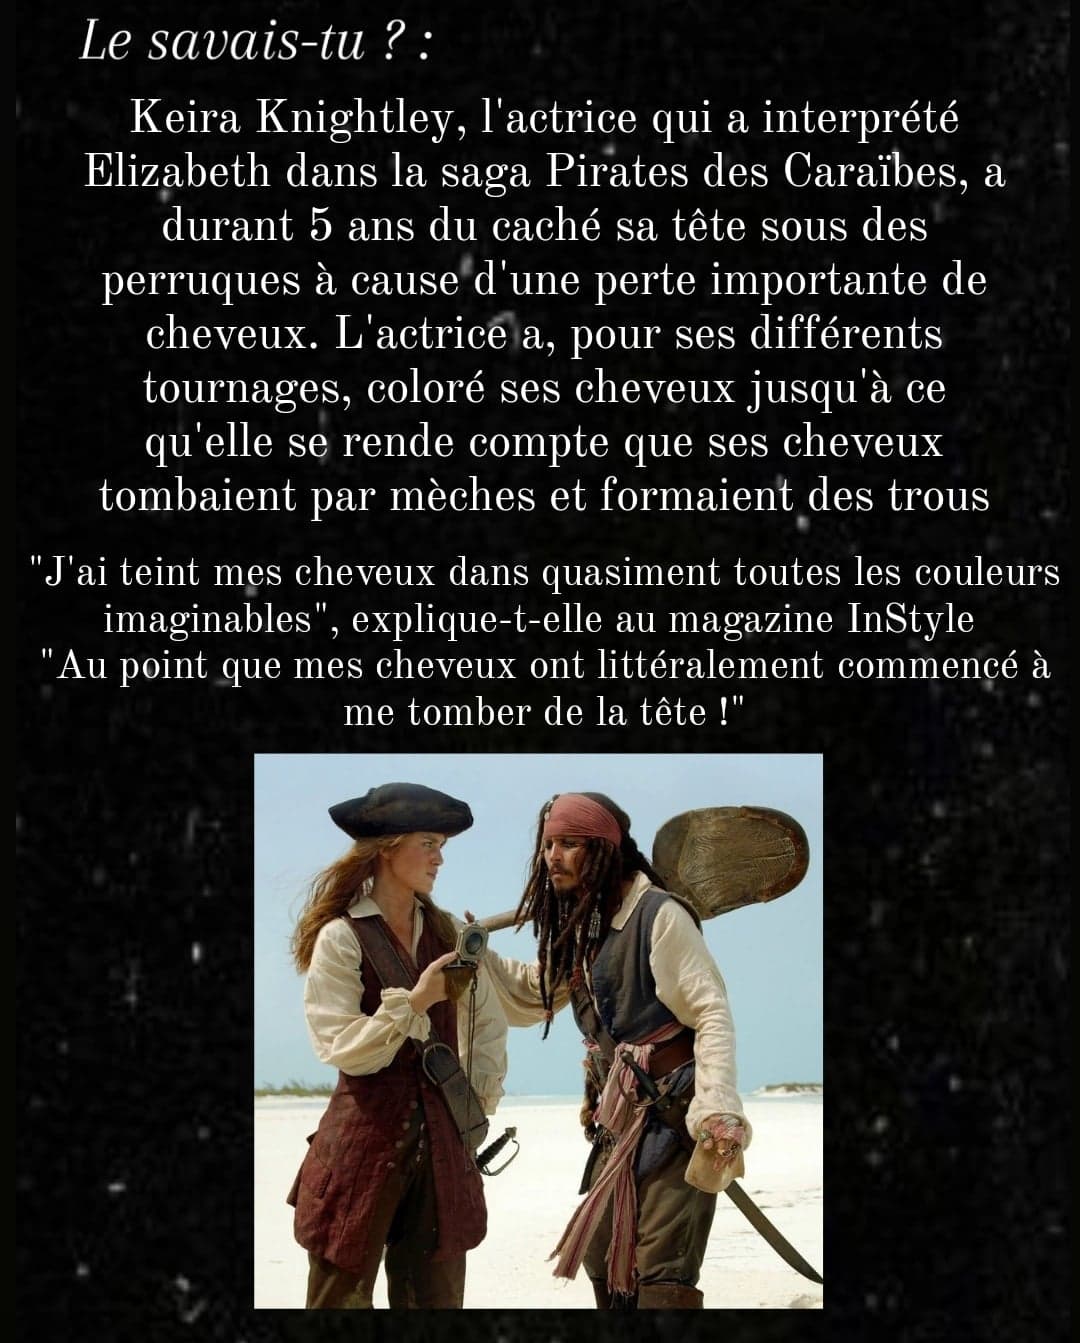 Le savais-tu ? :
Keira Knightley, l'actrice qui a interprété
Elizabeth dans la saga Pirates des Caraïbes, a
durant 5 ans du caché sa tête sous des
perruques à cause d'une perte importante de
cheveux. L'actrice a, pour ses différents
tournages, coloré ses cheveux jusqu'à ce
qu'elle se rende compte que ses cheveux
tombaient par mèches et formaient des trous
"J'ai teint mes cheveux dans quasiment toutes les couleurs
imaginables", explique-t-elle au magazine InStyle
"Au point que mes cheveux ont littéralement commencé à
me tomber de la tête !"